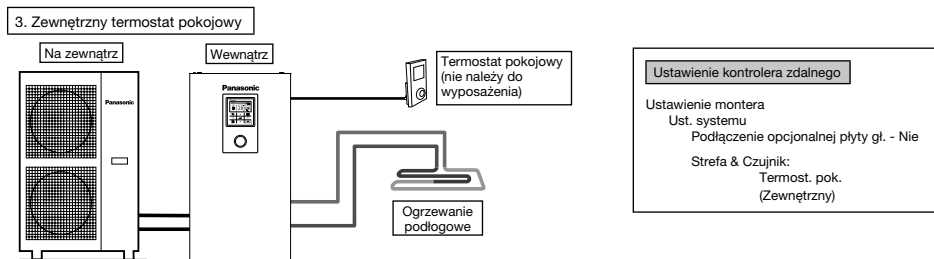 3. Zewnętrzny termostat pokojowy
Na zewnątrz
Wewnątrz
Panasonic
Panasonic
Termostat pokojowy
(nie należy do
wyposażenia)
Ogrzewanie
podłogowe
Ustawienie kontrolera zdalnego
Ustawienie montera
Ust. systemu
Podłączenie opcjonalnej płyty gł. - Nie
Strefa & Czujnik:
Termost. pok.
(Zewnętrzny)